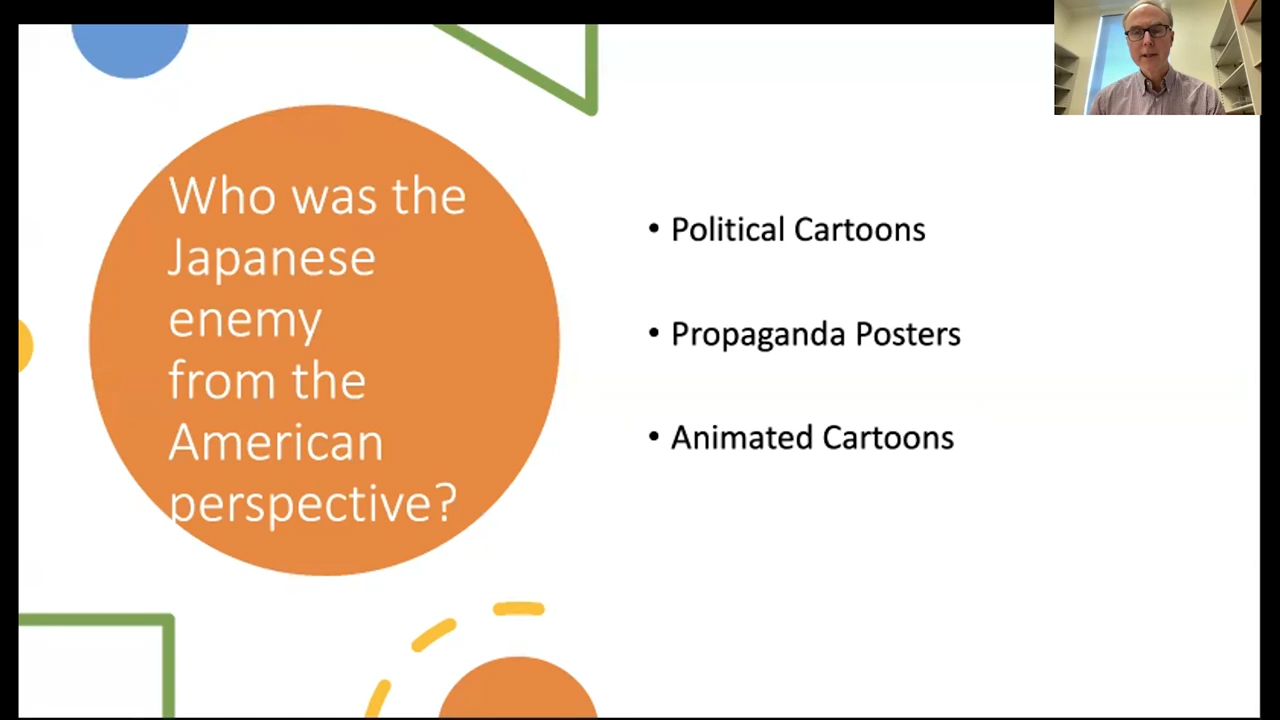 Who was the
Japanese
enemy
from the
American
perspective?
• Political Cartoons
• Propaganda Posters
• Animated Cartoons